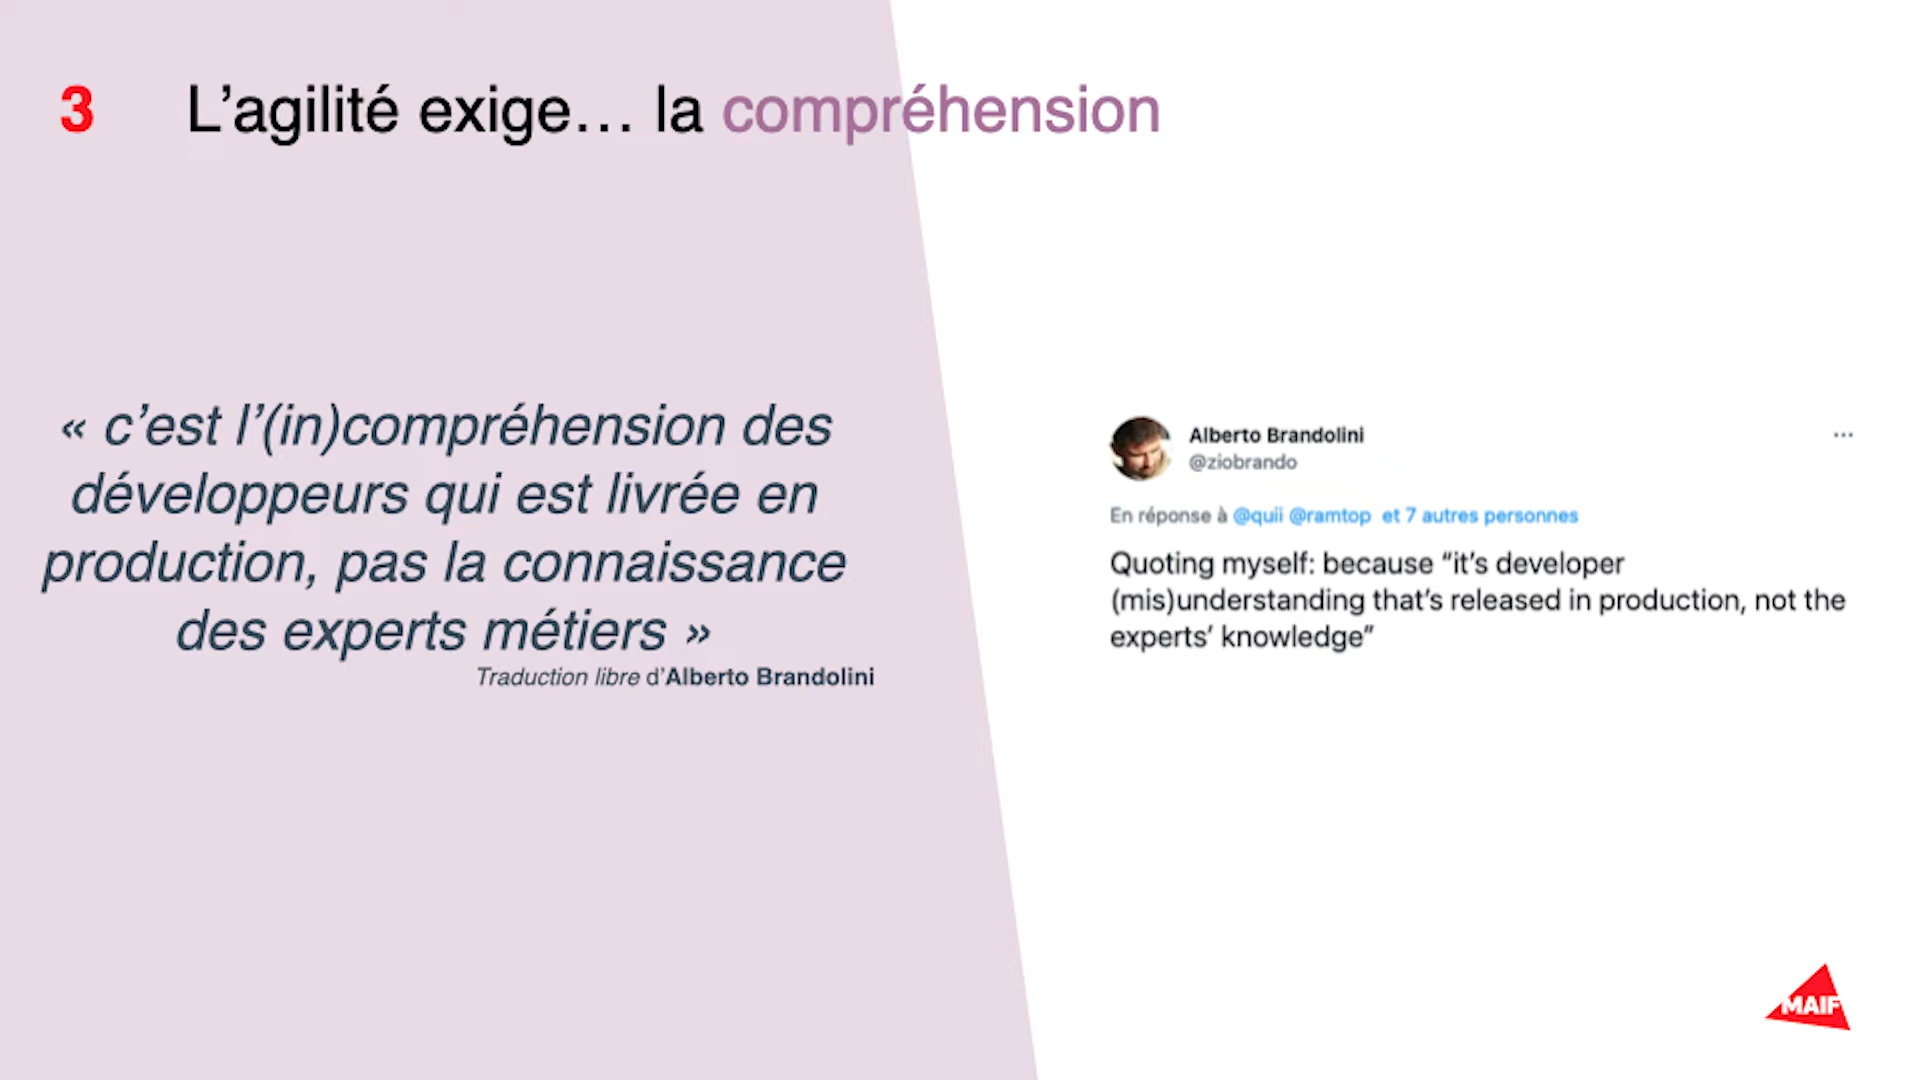 3 L’agilité exige… la compréhension
« c’est l’(in)compréhension des
développeurs qui est livrée en
production, pas la connaissance
des experts métiers »
Traduction libre d’Alberto Brandolini
Alberto Brandolini
@ziobrando
En réponse à @quii @ramtop et 7 autres personnes
Quoting myself: because “it’s developer
(mis)understanding that’s released in production, not the
experts’ knowledge”
MAIF